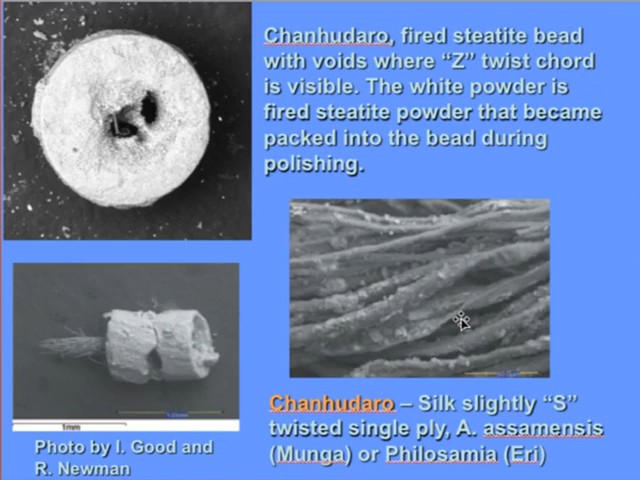 Chanhudaro, fired steatite bead
with voids where “Z” twist chord
is visible. The white powder is
fired steatite powder that became
packed into the bead during
polishing.
1mm
Photo by I. Good and
R. Newman
Chanhudaro – Silk slightly “S”
twisted single ply, A. assamensis
(Munga) or Philosamia (Eri)